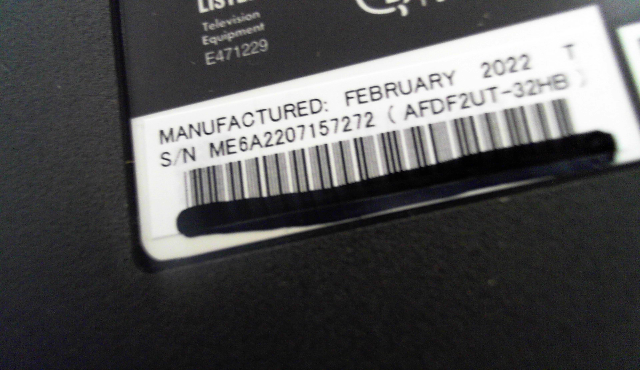 LISTED
Television
Equipment
E471229
MANUFACTURED: FEBRUARY 2022 T
S/N ME6A2207157272 ( AFDF2UT-32HB )